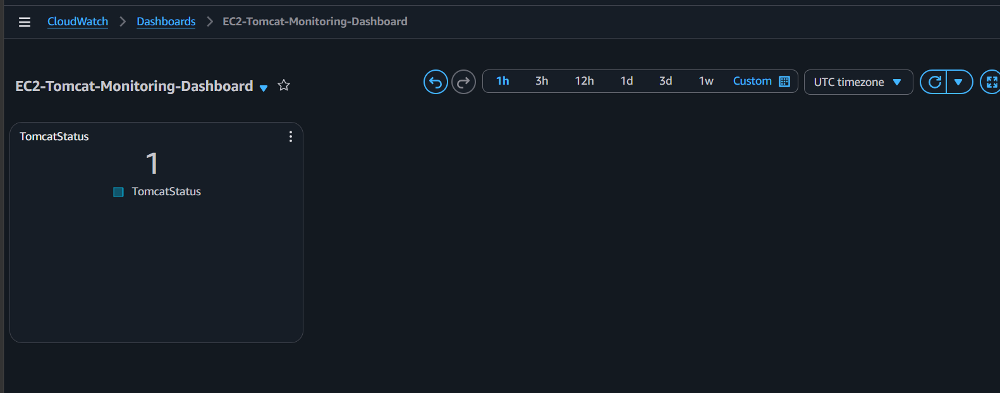 CloudWatch Dashboards EC2-Tomcat-Monitoring-Dashboard
EC2-Tomcat-Monitoring-Dashboard 1h 3h 12h 1d 3d 1w Custom UTC timezone
TomcatStatus
1
TomcatStatus